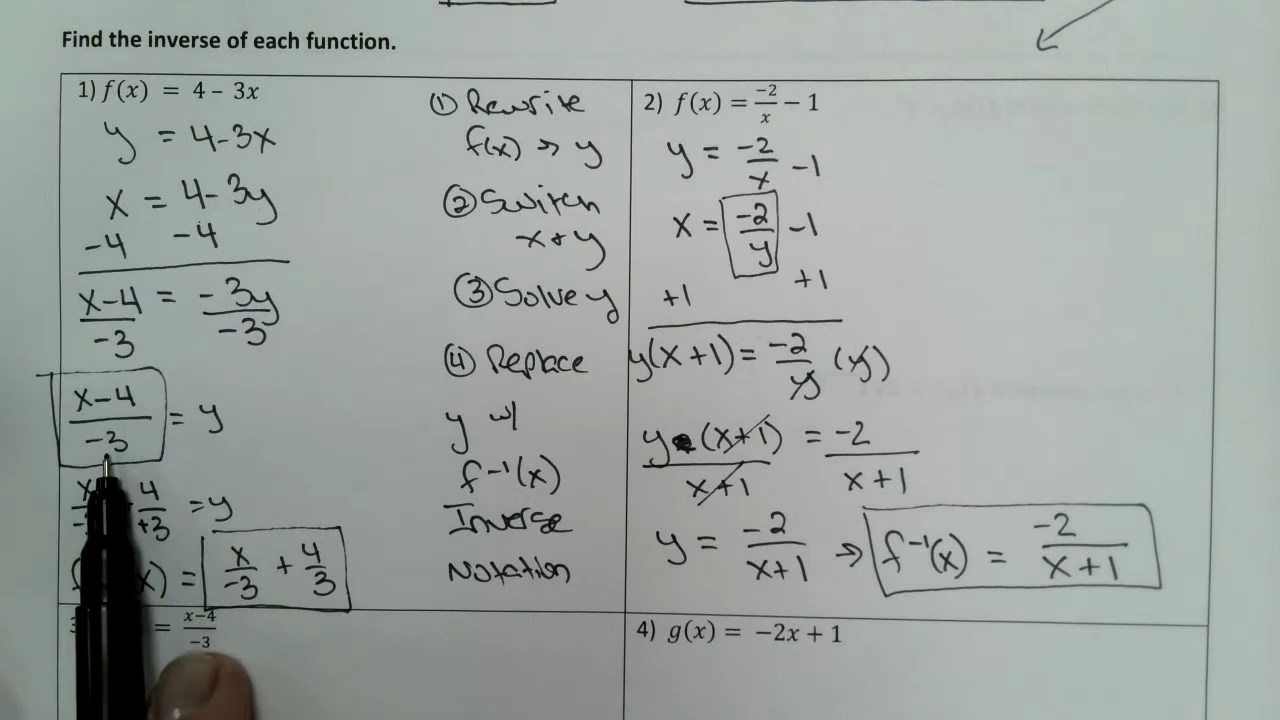 Find the inverse of each function.
1) f(x) = 4 – 3x
y = 4-3x
x = 4-3y
-4 -4
x-4 = -3y
-3 -3
x-4
-3 = y
4
+3 = y
x) = x/-3 + 4/3
① Rewrite
f(x) → y
② Switch
x + y
③ Solve y
④ Replace
y w/
f⁻¹(x)
Inverse
Notation
2) f(x) = -2/x – 1
y = -2/x -1
x = -2/y -1
+1 +1
y(x+1) = -2/y (y)
y (x+1) = -2
x+1 x+1
y = -2/x+1 → f⁻¹(x) = -2/x+1
= x-4/-3
4) g(x) = −2x + 1